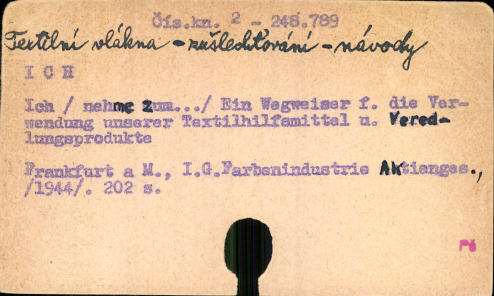 Čís.kn. 2 - 248.789
Textilní vlákna - zušlechťování - návody
I C H
Ich / nehme zum.../ Ein Wegweiser f. die Ver-
wendung unserer Textilhilfsmittel u. Vered-
lungsprodukte
Frankfurt a M., I.G.Farbenindustrie Aktienges.,
/1944/. 202 s.
Př